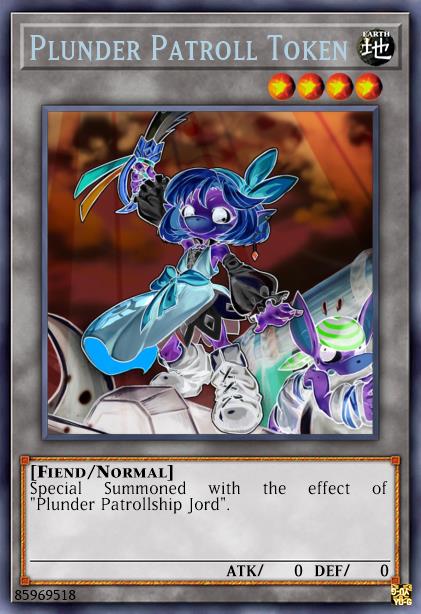 PLUNDER PATROLL TOKEN
EARTH
地
[FIEND/NORMAL]
Special Summoned with the effect of
"Plunder Patrollship Jord".
ATK/ 0 DEF/ 0
85969518